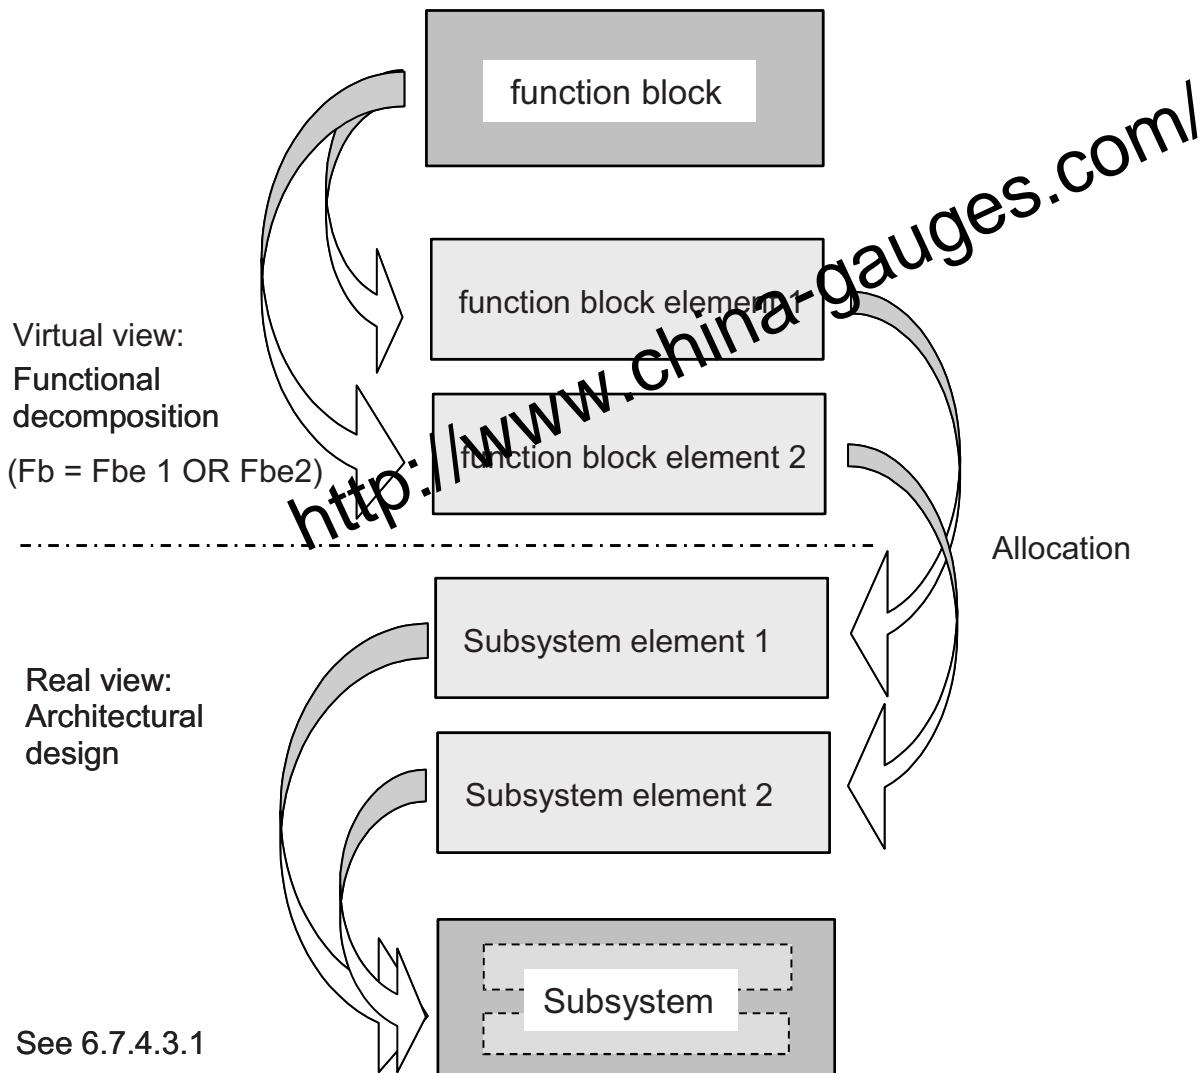 function block
http://www.china-gauges.com/
function block element 1
Virtual view:
Functional
decomposition
(Fb = Fbe 1 OR Fbe2)
function block element 2
Allocation
Subsystem element 1
Real view:
Architectural
design
Subsystem element 2
Subsystem
See 6.7.4.3.1